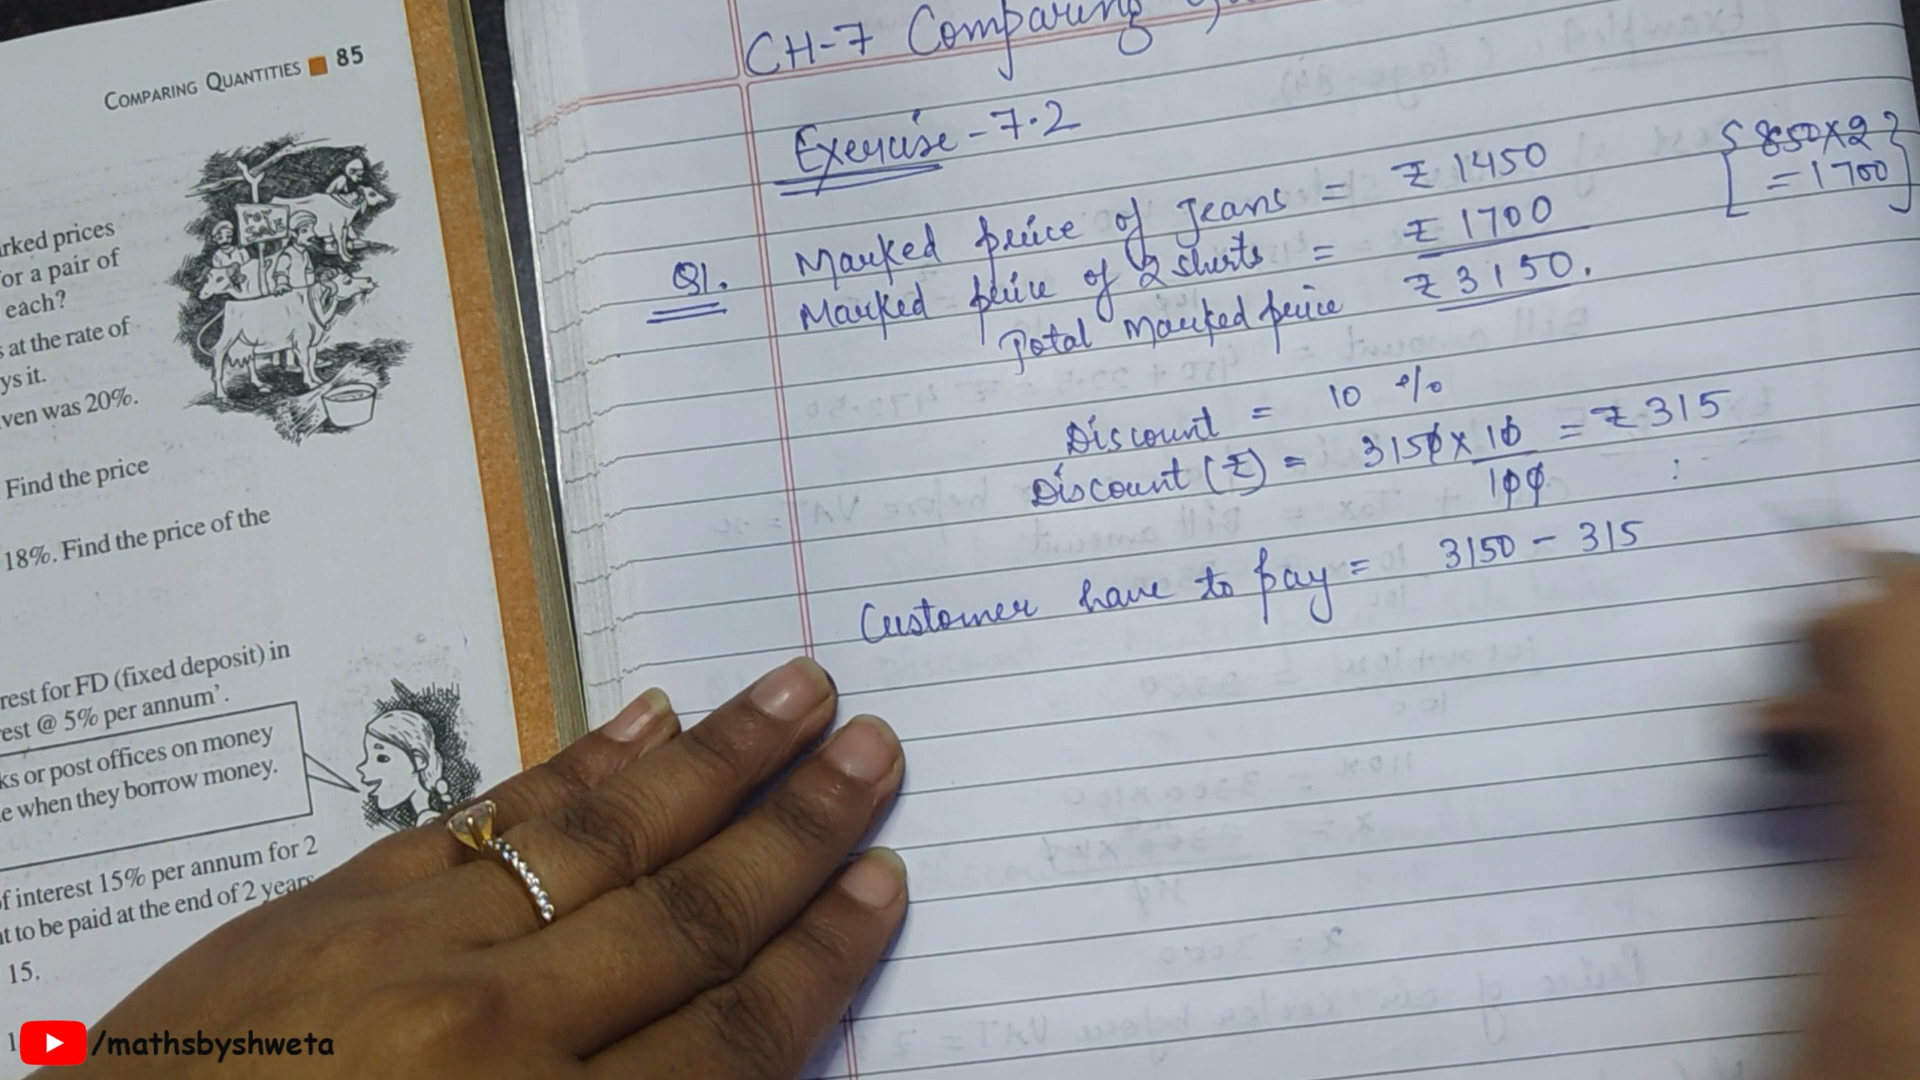 COMPARING QUANTITIES 85
rked prices
or a pair of
each?
at the rate of
ys it.
ven was 20%.
Find the price
18%. Find the price of the
rest for FD (fixed deposit) in
est @ 5% per annum'.
ks or post offices on money
e when they borrow money.
f interest 15% per annum for 2
t to be paid at the end of 2 years
15.
/mathsbyshweta
CH-7 Comparing
Exercise - 7.2
Q1. Marked price of Jeans = ₹ 1450
Marked price of 2 shirts = ₹ 1700
Total Marked price ₹ 3150.
{ 850 × 2 }
[ = 1700 ]
Discount = 10 %
Discount (₹) = 3150 × 10 = ₹ 315
100
Customer have to pay = 3150 - 315